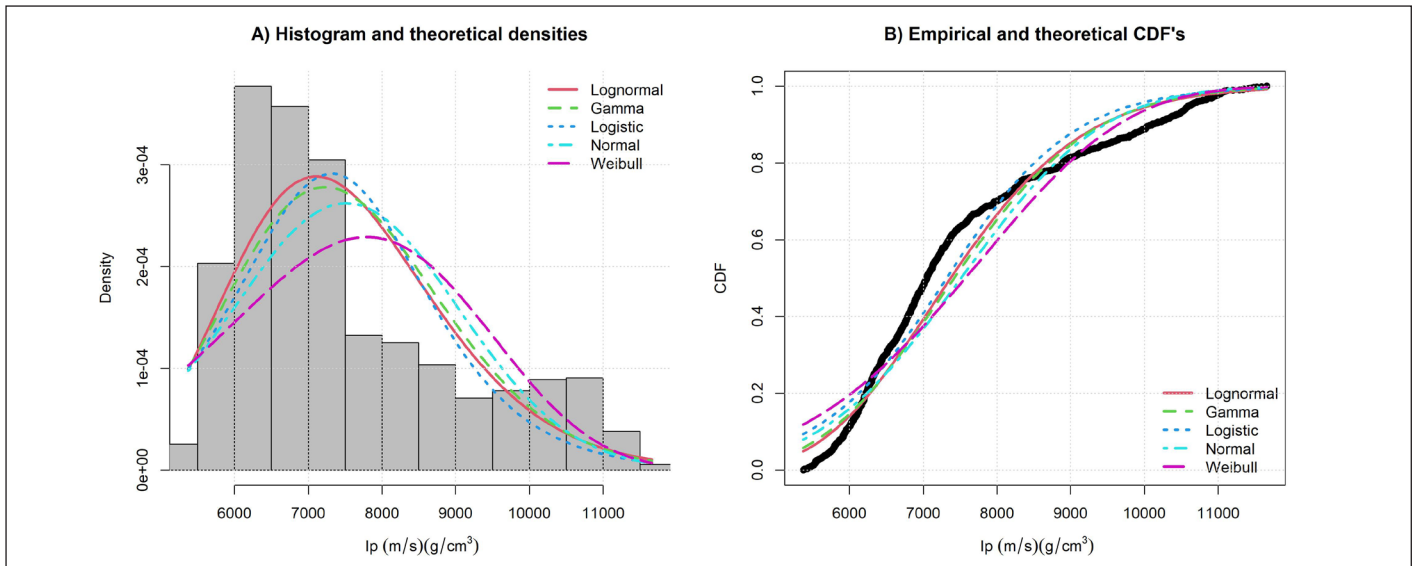 A) Histogram and theoretical densities
Lognormal
Gamma
Logistic
Normal
Weibull
Density
0e+00
1e-04
2e-04
3e-04
6000
7000
8000
9000
10000
11000
Ip (m/s)(g/cm³)
B) Empirical and theoretical CDF's
CDF
0.0
0.2
0.4
0.6
0.8
1.0
Lognormal
Gamma
Logistic
Normal
Weibull
6000
7000
8000
9000
10000
11000
Ip (m/s)(g/cm³)